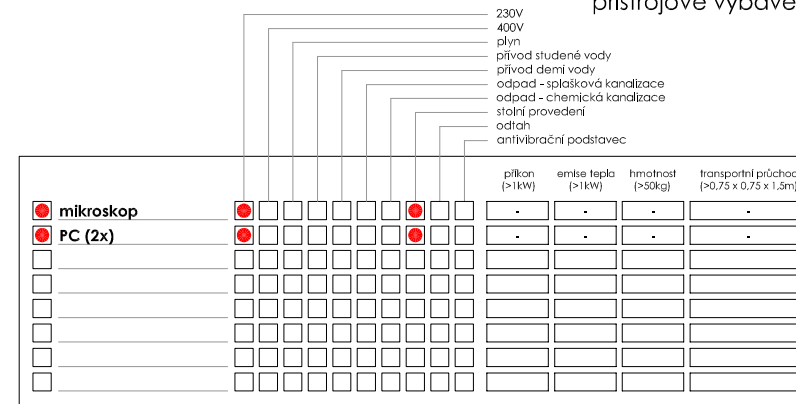 přístrojové vybave
230V
400V
plyn
přívod studené vody
přívod demi vody
odpad - splašková kanalizace
odpad - chemická kanalizace
stolní provedení
odtah
antivibrační podstavec
příkon emise tepla hmotnost transportní průchod
(>1kW) (>1kW) (>50kg) (>0,75 x 0,75 x 1,5m)
mikroskop - - - -
PC (2x) - - - -